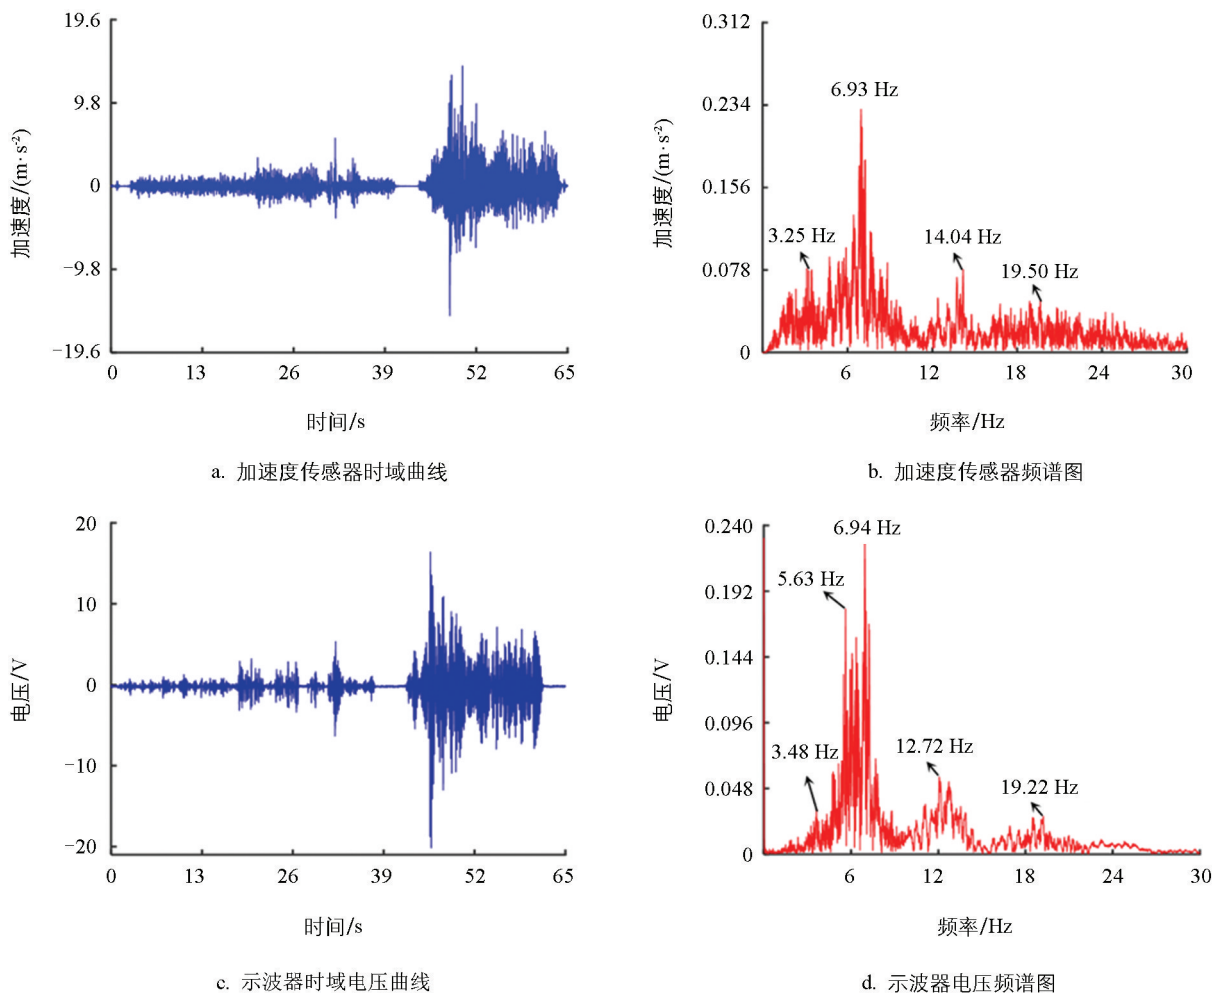 19.6
9.8
0
−9.8
−19.6
加速度/(m·s⁻²)
0 13 26 39 52 65
时间/s
a. 加速度传感器时域曲线
0.312
0.234
0.156
0.078
0
加速度/(m·s⁻²)
6.93 Hz
3.25 Hz
14.04 Hz
19.50 Hz
6 12 18 24 30
频率/Hz
b. 加速度传感器频谱图
20
10
0
−10
−20
电压/V
0 13 26 39 52 65
时间/s
c. 示波器时域电压曲线
0.240
0.192
0.144
0.096
0.048
0
电压/V
6.94 Hz
5.63 Hz
3.48 Hz
12.72 Hz
19.22 Hz
6 12 18 24 30
频率/Hz
d. 示波器电压频谱图